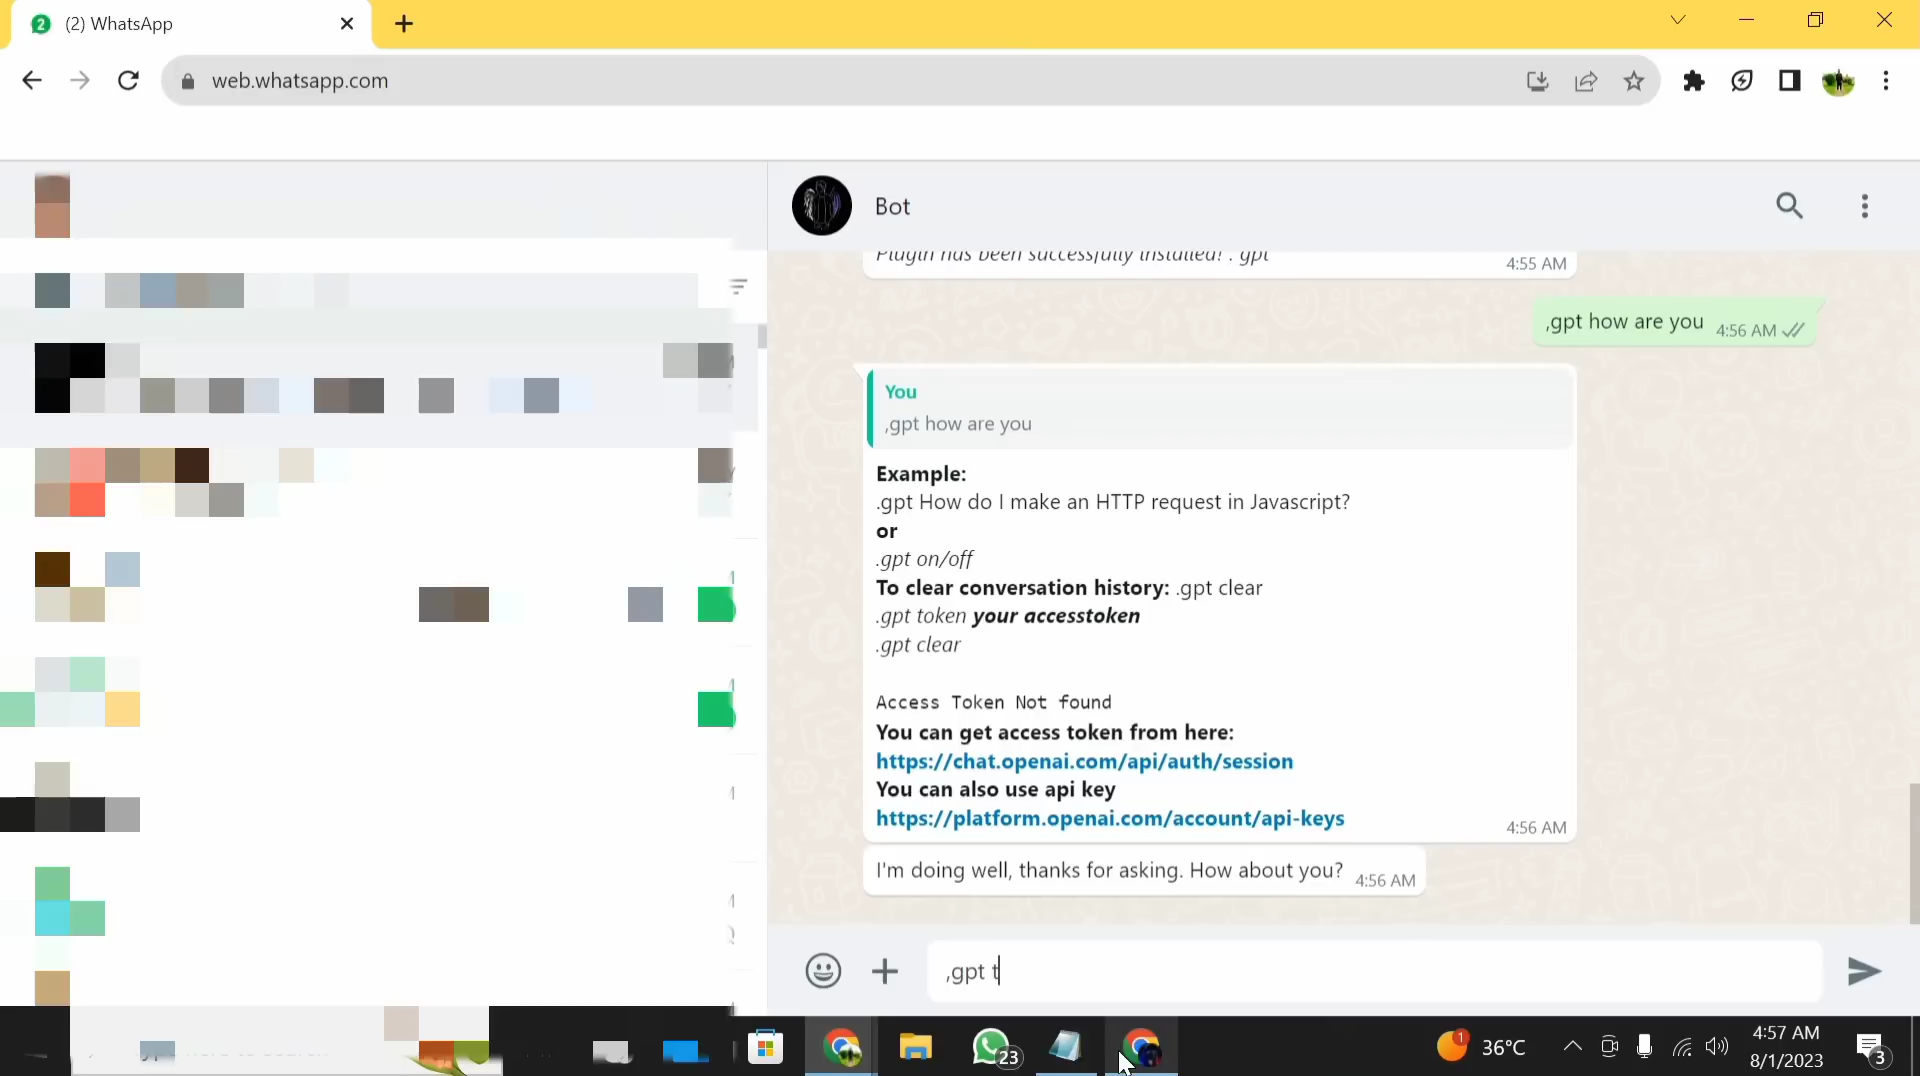 2 (2) WhatsApp
web.whatsapp.com
Bot
Plugin has been successfully installed! : gpt
4:55 AM
,gpt how are you 4:56 AM
You
,gpt how are you
Example:
.gpt How do I make an HTTP request in Javascript?
or
.gpt on/off
To clear conversation history: .gpt clear
.gpt token your accesstoken
.gpt clear
Access Token Not found
You can get access token from here:
https://chat.openai.com/api/auth/session
You can also use api key
https://platform.openai.com/account/api-keys
4:56 AM
I'm doing well, thanks for asking. How about you? 4:56 AM
,gpt t
23
1
36°C
4:57 AM
8/1/2023
3